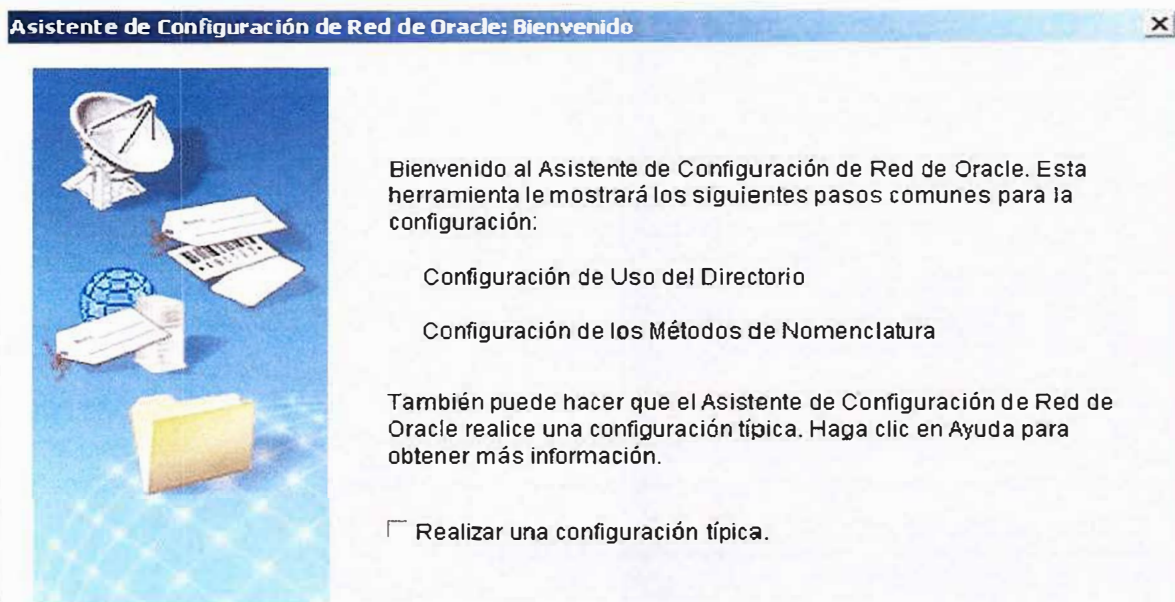 Asistente de Configuración de Red de Oracle: Bienvenido
Bienvenido al Asistente de Configuración de Red de Oracle. Esta
herramienta le mostrará los siguientes pasos comunes para la
configuración:
Configuración de Uso del Directorio
Configuración de los Métodos de Nomenclatura
También puede hacer que el Asistente de Configuración de Red de
Oracle realice una configuración típica. Haga clic en Ayuda para
obtener más información.
Realizar una configuración típica.